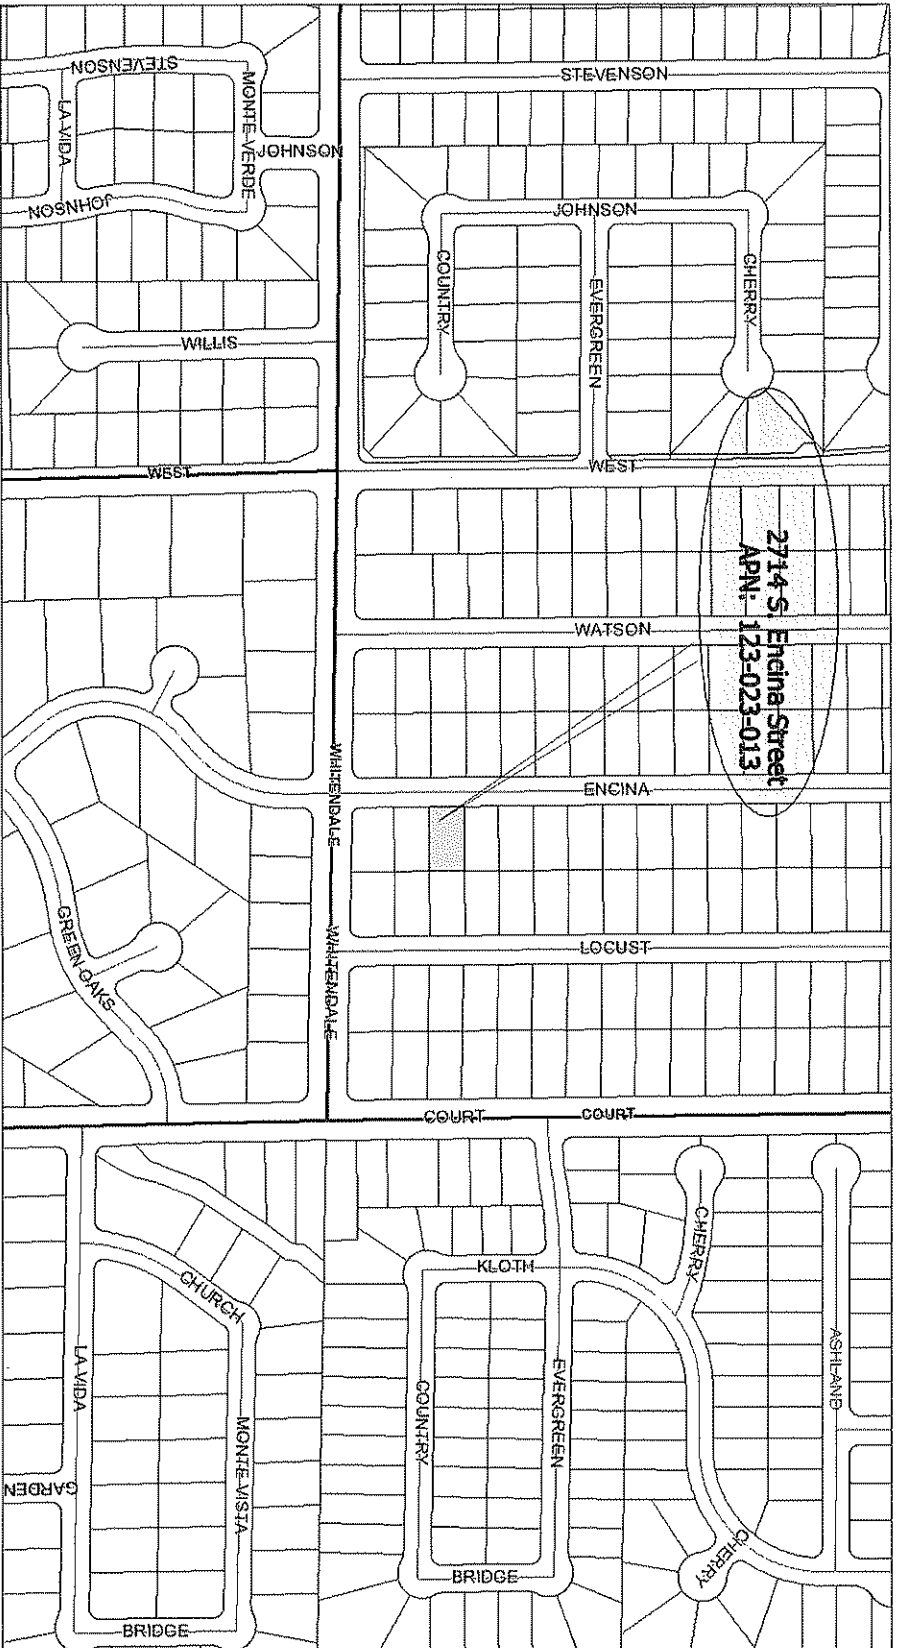 STEVENSON
STEVENSON
MONTE VERDE
LA VIDA
JOHNSON
JOHNSON
JOHNSON
COUNTRY
EVERGREEN
CHERRY
WILLIS
WEST
WEST
2714 S. Encina Street
APN: 123-023-013
WATSON
WHITENDALE
ENCINA
GREEN OAKS
WHITENDALE
LOCUST
COURT
COURT
CHERRY
KLOTH
CHURCH
LA VIDA
COUNTRY
EVERGREEN
ASHLAND
MONTE VISTA
GARDEN
CHERRY
BRIDGE
BRIDGE